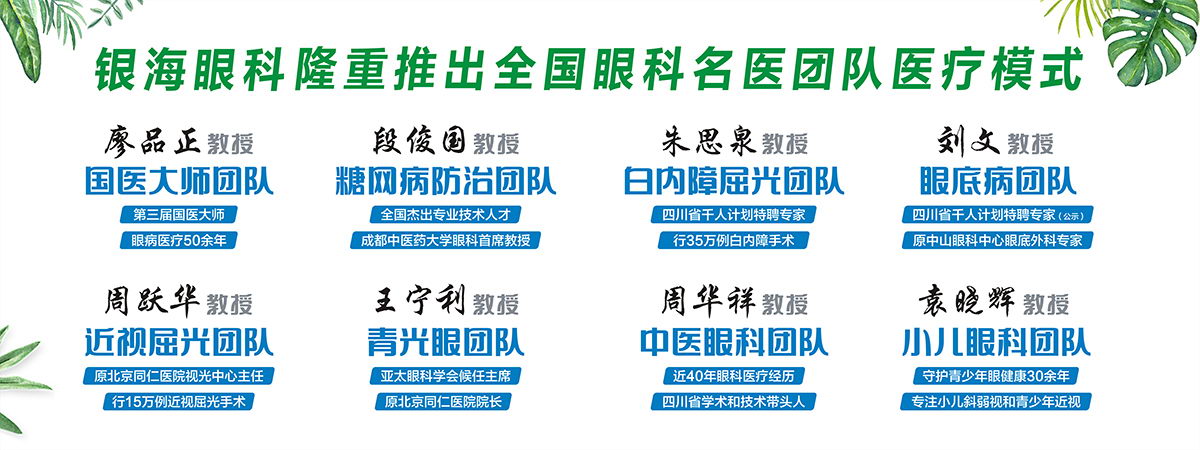 银海眼科隆重推出全国眼科名医团队医疗模式
廖品正教授
国医大师团队
第三届国医大师
眼病医疗50余年
段俊国教授
糖网病防治团队
全国杰出专业技术人才
成都中医药大学眼科首席教授
朱思泉教授
白内障屈光团队
四川省千人计划特聘专家
行35万例白内障手术
刘文教授
眼底病团队
四川省千人计划特聘专家(公示)
原中山眼科中心眼底外科专家
周跃华教授
近视屈光团队
原北京同仁医院视光中心主任
行15万例近视屈光手术
王宁利教授
青光眼团队
亚太眼科学会候任主席
原北京同仁医院院长
周华祥教授
中医眼科团队
近40年眼科医疗经历
四川省学术和技术带头人
袁晓辉教授
小儿眼科团队
守护青少年眼健康30余年
专注小儿斜弱视和青少年近视